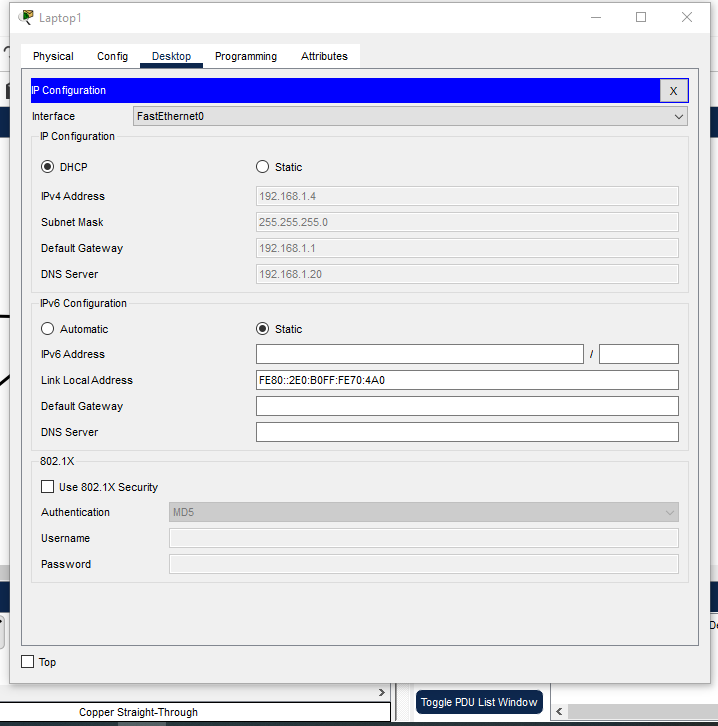 Laptop1
Physical Config Desktop Programming Attributes
IP Configuration X
Interface FastEthernet0
IP Configuration
DHCP Static
IPv4 Address 192.168.1.4
Subnet Mask 255.255.255.0
Default Gateway 192.168.1.1
DNS Server 192.168.1.20
IPv6 Configuration
Automatic Static
IPv6 Address /
Link Local Address FE80::2E0:B0FF:FE70:4A0
Default Gateway
DNS Server
802.1X
Use 802.1X Security
Authentication MD5
Username
Password
Top
Toggle PDU List Window
Copper Straight-Through